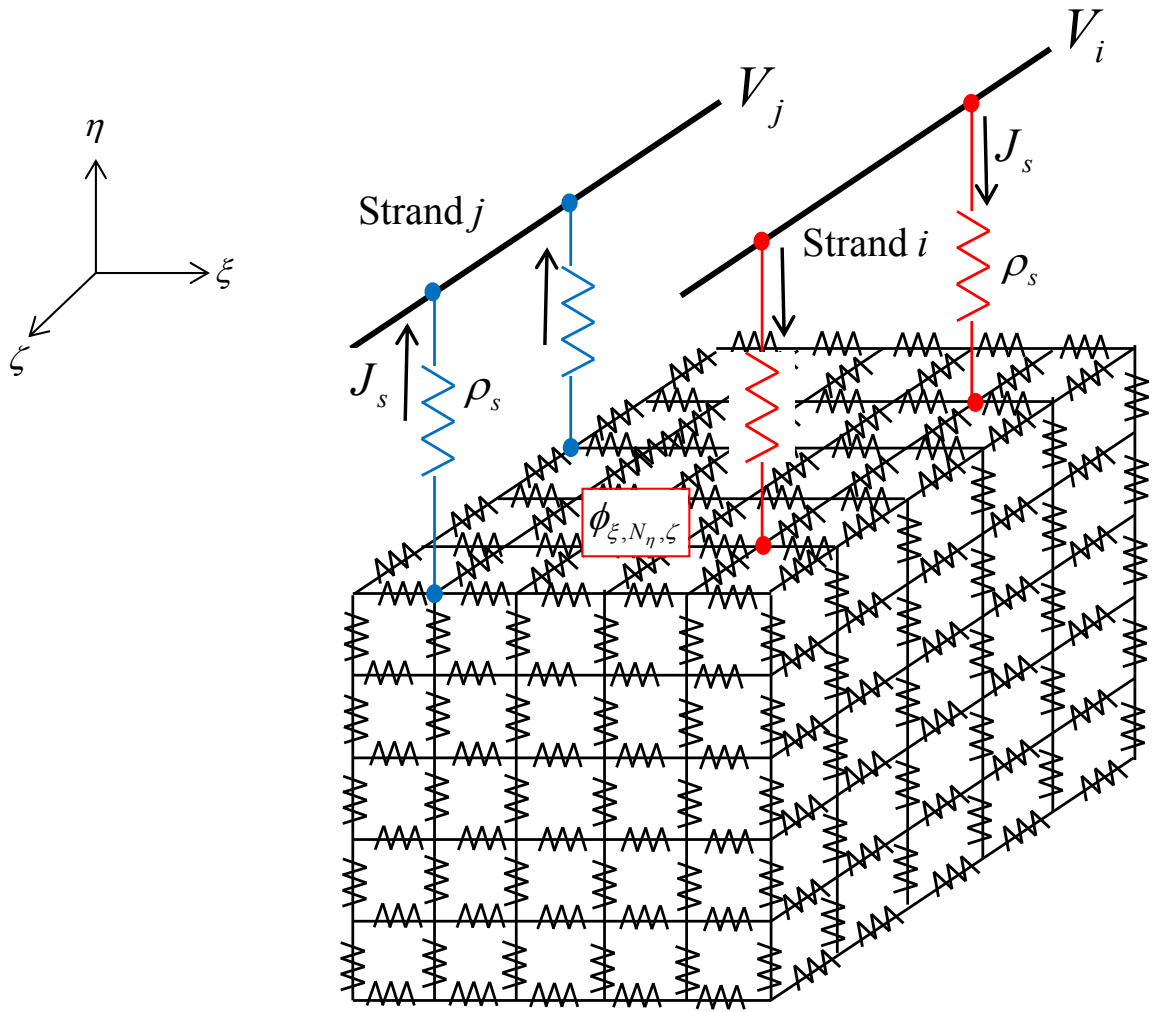 V_i
V_j
η
J_s
Strand j
Strand i
ξ
ρ_s
ζ
J_s
ρ_s
ϕ_{ξ,N_η,ζ}